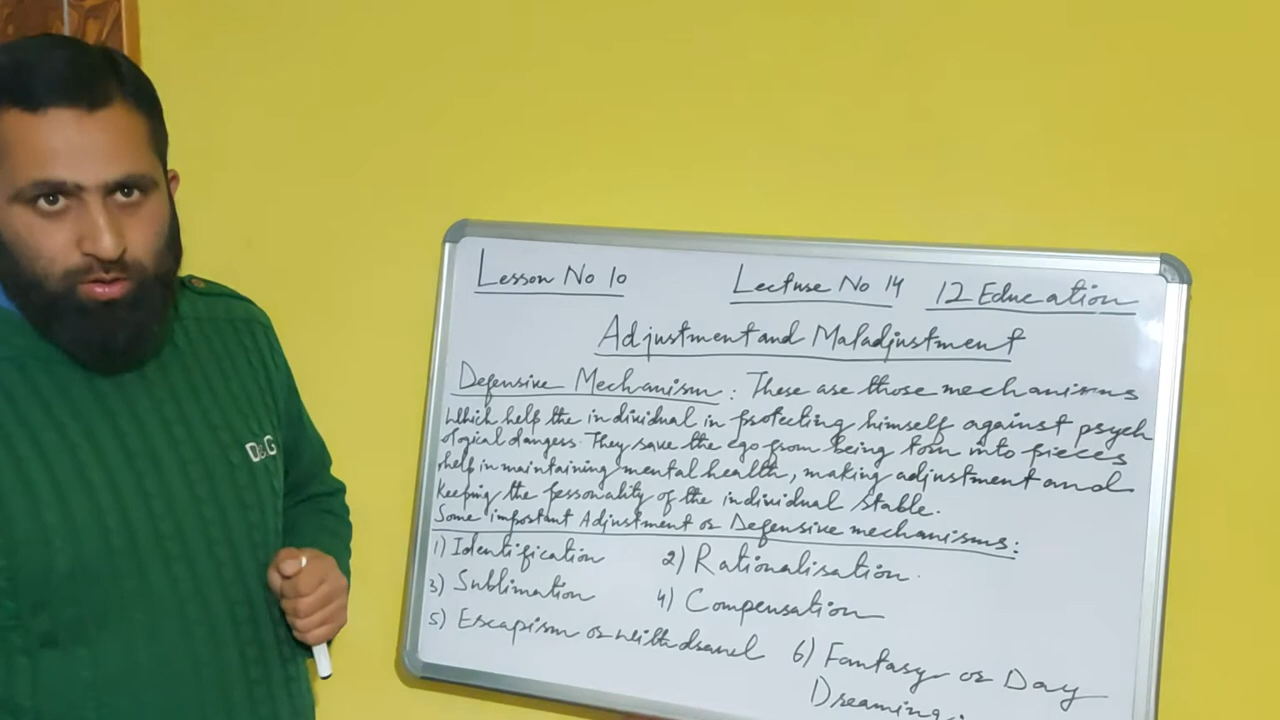 Lesson No 10 Lecture No 14 12 Education
Adjustment and Maladjustment
Defensive Mechanism : These are those mechanisms
which help the individual in protecting himself against psych
ological dangers. They save the ego from being torn into pieces
help in maintaining mental health, making adjustment and
keeping the personality of the individual stable.
Some important Adjustment or Defensive mechanisms:
1) Identification 2) Rationalisation.
3) Sublimation 4) Compensation
5) Escapism or withdrawel 6) Fantasy or Day
Dreaming.
D&G